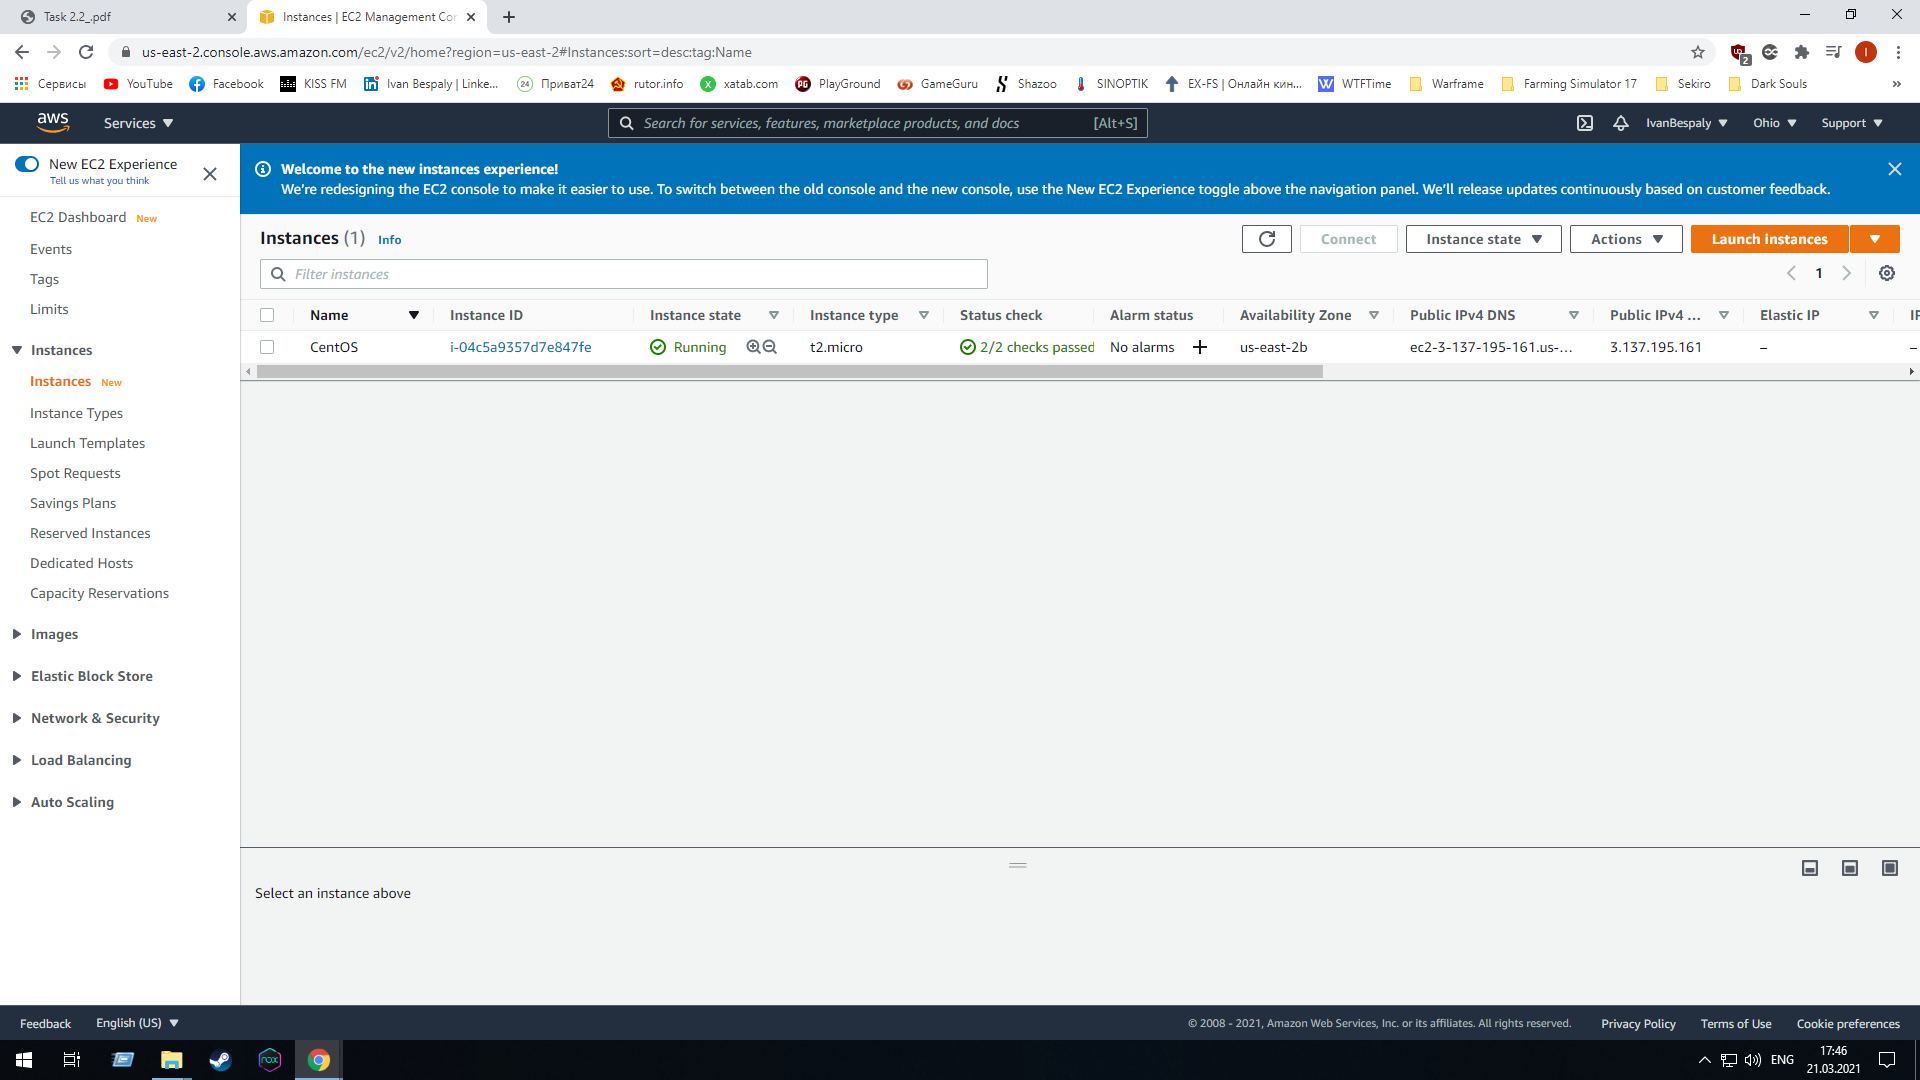 Task 2.2_.pdf
Instances | EC2 Management Con
us-east-2.console.aws.amazon.com/ec2/v2/home?region=us-east-2#Instances:sort=desc:tag:Name
2
I
Сервисы YouTube Facebook KISS FM Ivan Bespaly | Linke... 24 Приват24 rutor.info xatab.com PlayGround GameGuru Shazoo SINOPTIK EX-FS | Онлайн кин... WTFTime Warframe Farming Simulator 17 Sekiro Dark Souls »
aws Services Search for services, features, marketplace products, and docs [Alt+S] IvanBespaly Ohio Support
New EC2 Experience
Tell us what you think
EC2 Dashboard New
Events
Tags
Limits
Instances
Instances New
Instance Types
Launch Templates
Spot Requests
Savings Plans
Reserved Instances
Dedicated Hosts
Capacity Reservations
Images
Elastic Block Store
Network & Security
Load Balancing
Auto Scaling
Welcome to the new instances experience!
We're redesigning the EC2 console to make it easier to use. To switch between the old console and the new console, use the New EC2 Experience toggle above the navigation panel. We'll release updates continuously based on customer feedback.
Instances (1) Info
Connect Instance state Actions Launch instances
Filter instances
1
Name Instance ID Instance state Instance type Status check Alarm status Availability Zone Public IPv4 DNS Public IPv4 ... Elastic IP IP
CentOS i-04c5a9357d7e847fe Running t2.micro 2/2 checks passed No alarms + us-east-2b ec2-3-137-195-161.us-... 3.137.195.161 – –
Select an instance above
Feedback English (US) © 2008 - 2021, Amazon Web Services, Inc. or its affiliates. All rights reserved. Privacy Policy Terms of Use Cookie preferences
nox
ENG
17:46
21.03.2021